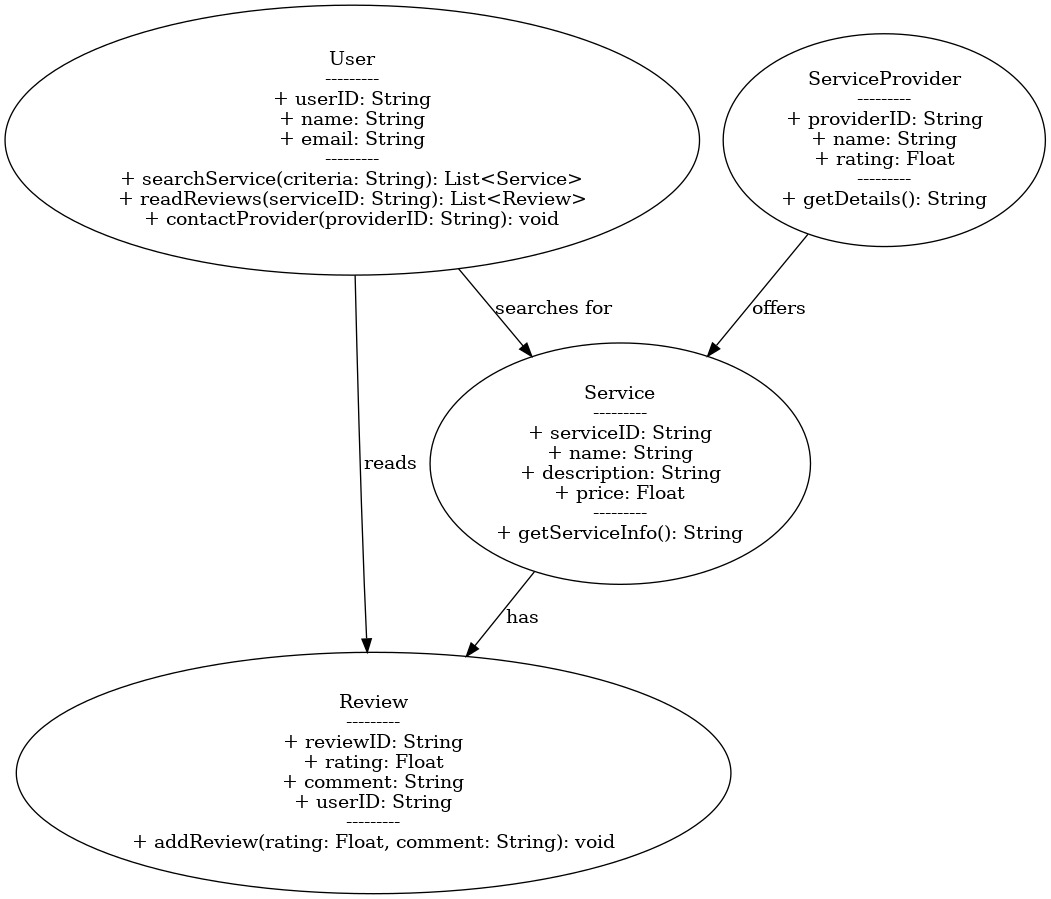 User
---------
+ userID: String
+ name: String
+ email: String
---------
+ searchService(criteria: String): List<Service>
+ readReviews(serviceID: String): List<Review>
+ contactProvider(providerID: String): void
ServiceProvider
---------
+ providerID: String
+ name: String
+ rating: Float
---------
+ getDetails(): String
searches for
offers
Service
---------
+ serviceID: String
+ name: String
+ description: String
+ price: Float
---------
+ getServiceInfo(): String
reads
has
Review
---------
+ reviewID: String
+ rating: Float
+ comment: String
+ userID: String
---------
+ addReview(rating: Float, comment: String): void